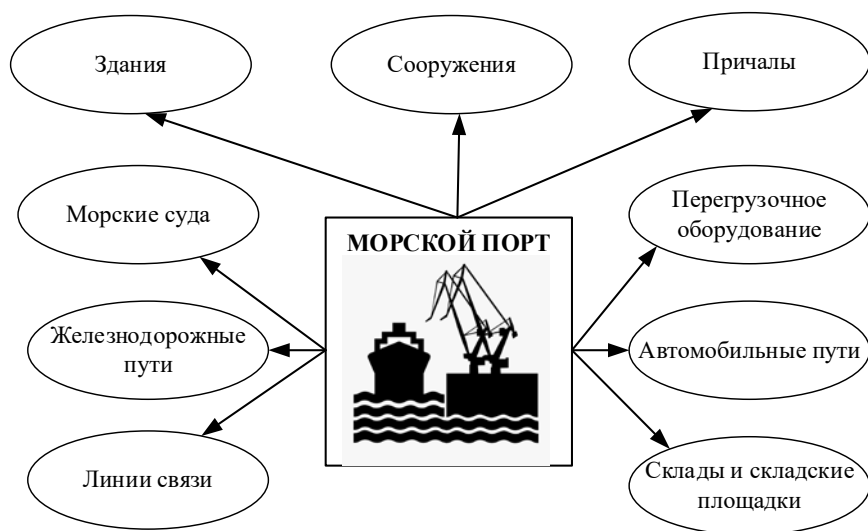 Здания
Сооружения
Причалы
Морские суда
МОРСКОЙ ПОРТ
Перегрузочное
оборудование
Железнодорожные
пути
Автомобильные пути
Линии связи
Склады и складские
площадки